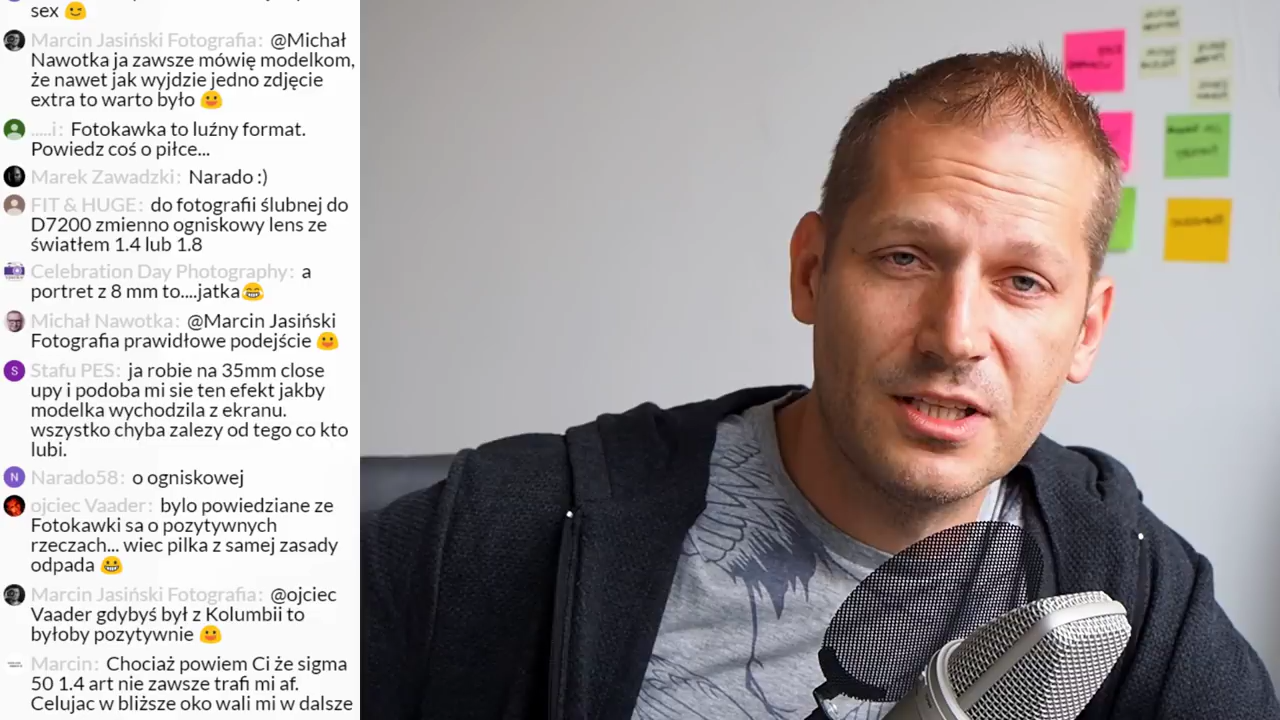 sex
Marcin Jasiński Fotografia: @Michał
Nawotka ja zawsze mówię modelkom,
że nawet jak wyjdzie jedno zdjęcie
extra to warto było
.....i: Fotokawka to luźny format.
Powiedz coś o piłce...
Marek Zawadzki: Narado :)
FIT & HUGE: do fotografii ślubnej do
D7200 zmienno ogniskowy lens ze
światłem 1.4 lub 1.8
Celebration Day Photography: a
portret z 8 mm to....jatka
Michał Nawotka: @Marcin Jasiński
Fotografia prawidłowe podejście
S
Stafu PES: ja robie na 35mm close
upy i podoba mi sie ten efekt jakby
modelka wychodzila z ekranu.
wszystko chyba zalezy od tego co kto
lubi.
N
Narado58: o ogniskowej
ojciec Vaader: bylo powiedziane ze
Fotokawki sa o pozytywnych
rzeczach... wiec pilka z samej zasady
odpada
Marcin Jasiński Fotografia: @ojciec
Vaader gdybyś był z Kolumbii to
byłoby pozytywnie
Marcin: Chociaż powiem Ci że sigma
50 1.4 art nie zawsze trafi mi af.
Celujac w bliższe oko wali mi w dalsze